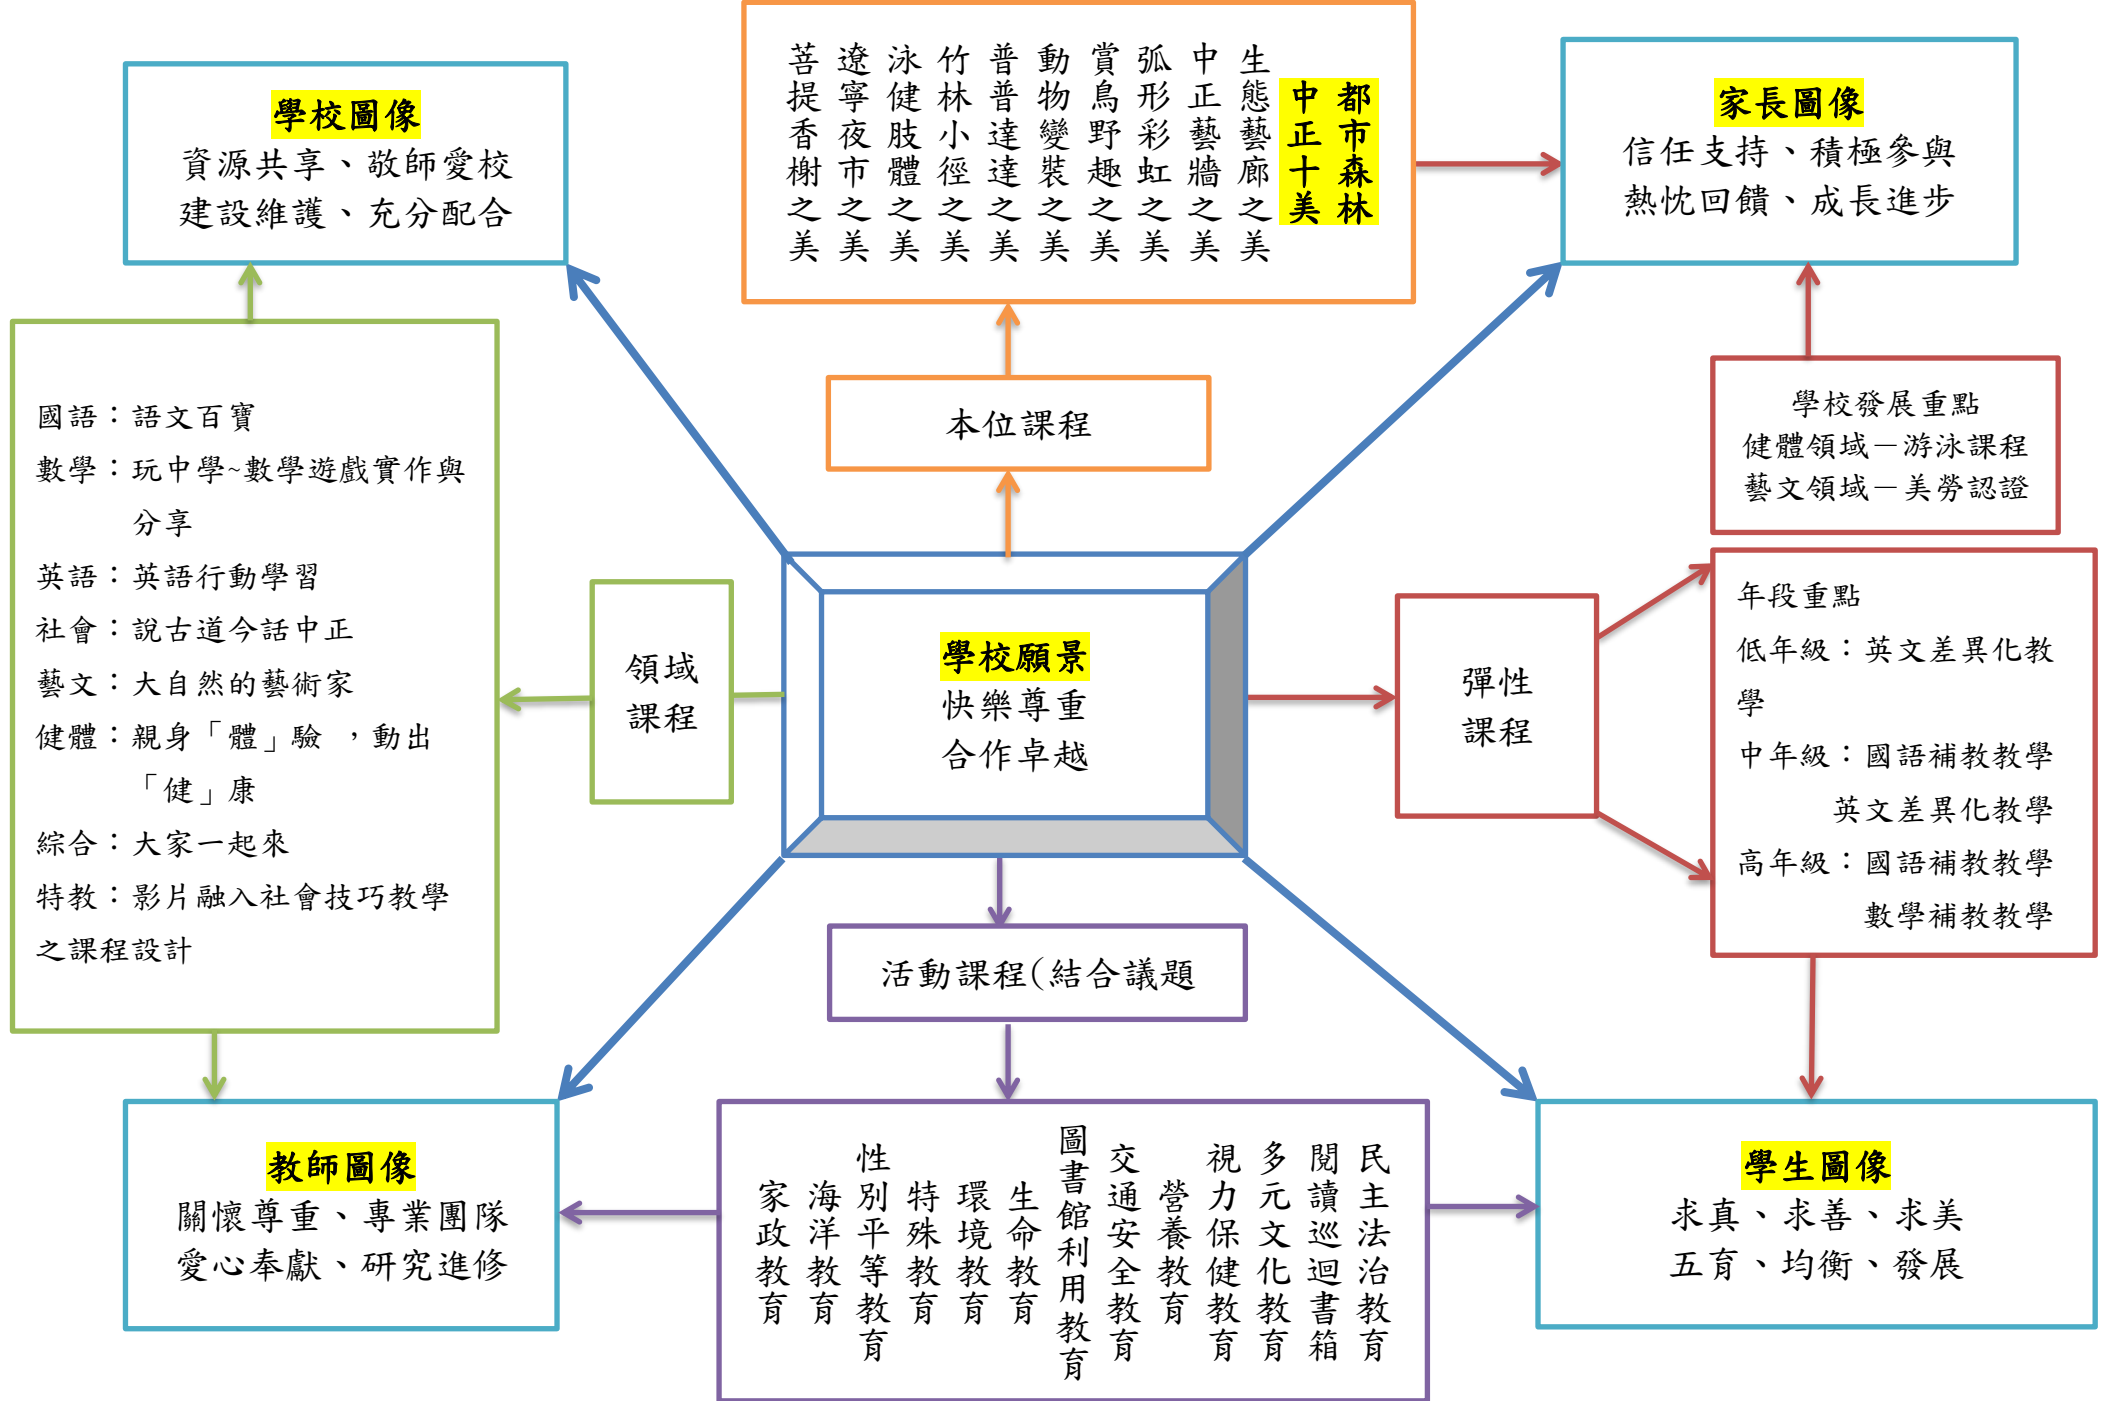 學校圖像
資源共享、敬師愛校
建設維護、充分配合
都市森林
中正十美
生態藝廊之美
中正藝牆之美
弧形彩虹之美
賞鳥野趣之美
動物變裝之美
普普達達之美
竹林小徑之美
泳健肢體之美
遼寧夜市之美
菩提香榭之美
家長圖像
信任支持、積極參與
熱忱回饋、成長進步
本位課程
學校發展重點
健體領域－游泳課程
藝文領域－美勞認證
國語：語文百寶
數學：玩中學~數學遊戲實作與
分享
英語：英語行動學習
社會：說古道今話中正
藝文：大自然的藝術家
健體：親身「體」驗 ，動出
「健」康
綜合：大家一起來
特教：影片融入社會技巧教學
之課程設計
領域
課程
學校願景
快樂尊重
合作卓越
彈性
課程
年段重點
低年級：英文差異化教
學
中年級：國語補教教學
英文差異化教學
高年級：國語補教教學
數學補教教學
活動課程(結合議題
教師圖像
關懷尊重、專業團隊
愛心奉獻、研究進修
民主法治教育
閱讀巡迴書箱
多元文化教育
視力保健教育
營養教育
交通安全教育
圖書館利用教育
生命教育
環境教育
特殊教育
性別平等教育
海洋教育
家政教育
學生圖像
求真、求善、求美
五育、均衡、發展